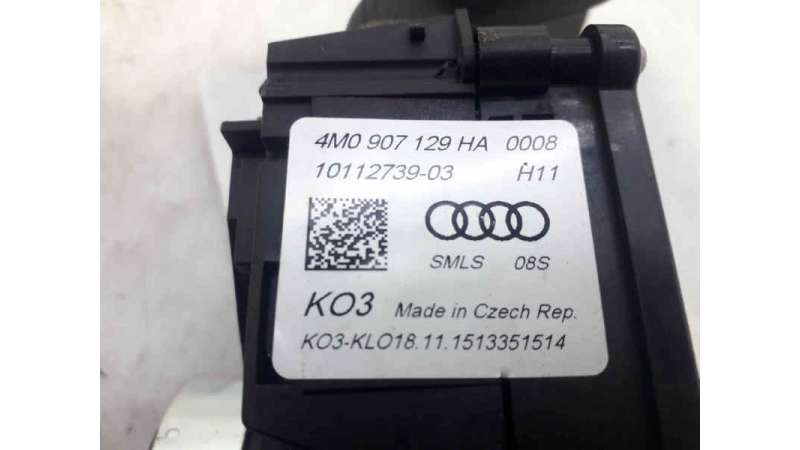 4M0 907 129 HA 0008
10112739-03 H11
SMLS 08S
KO3 Made in Czech Rep.
KO3-KLO18.11.1513351514